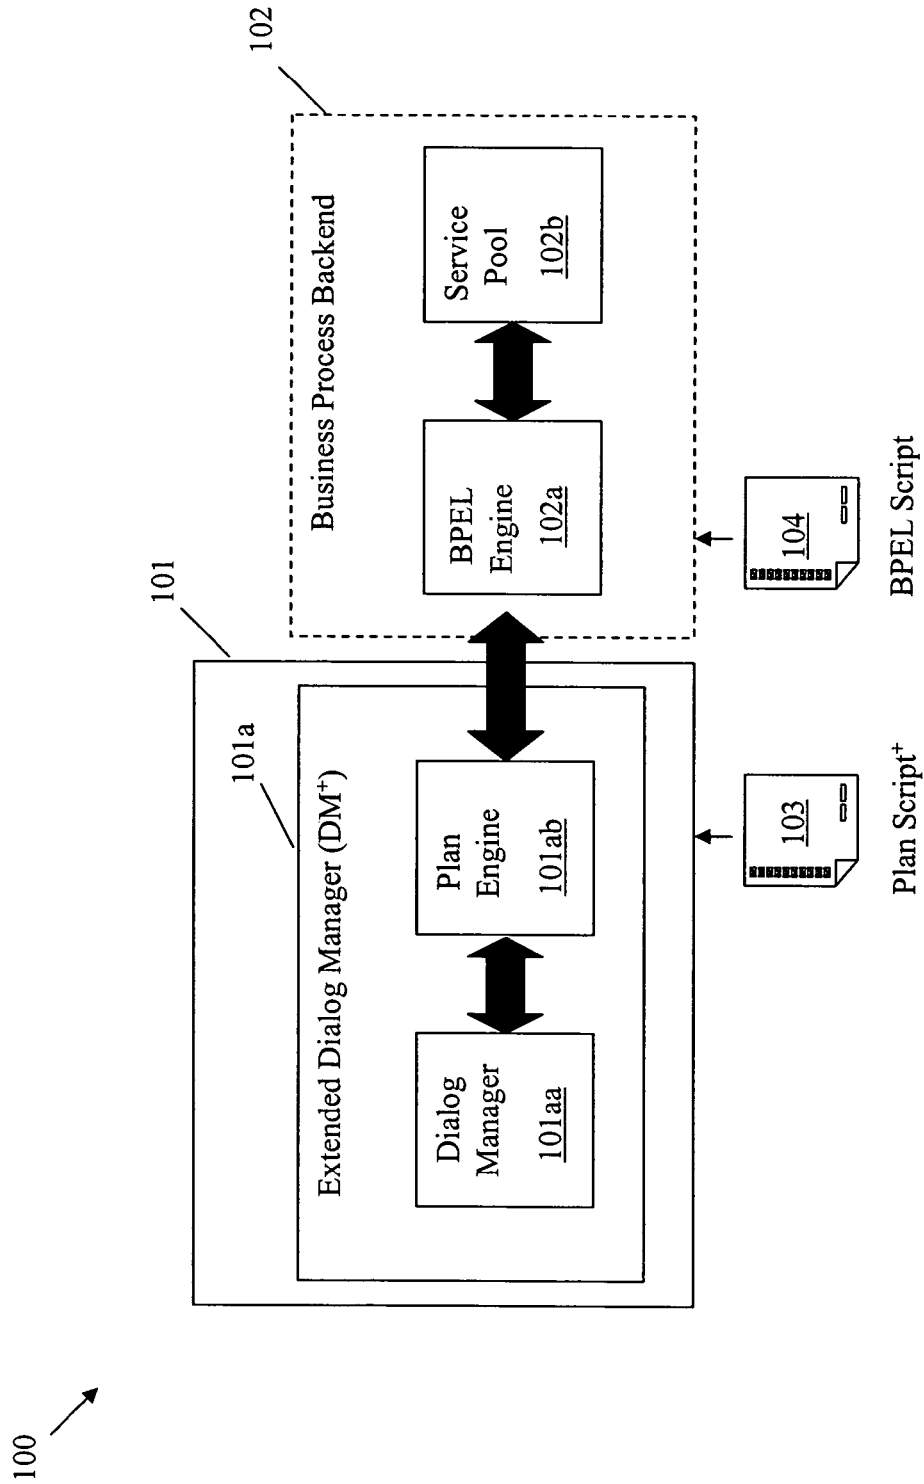 100
101
102
101a
Extended Dialog Manager (DM+)
Business Process Backend
Dialog
Manager
101aa
Plan
Engine
101ab
BPEL
Engine
102a
Service
Pool
102b
103
104
Plan Script+
BPEL Script